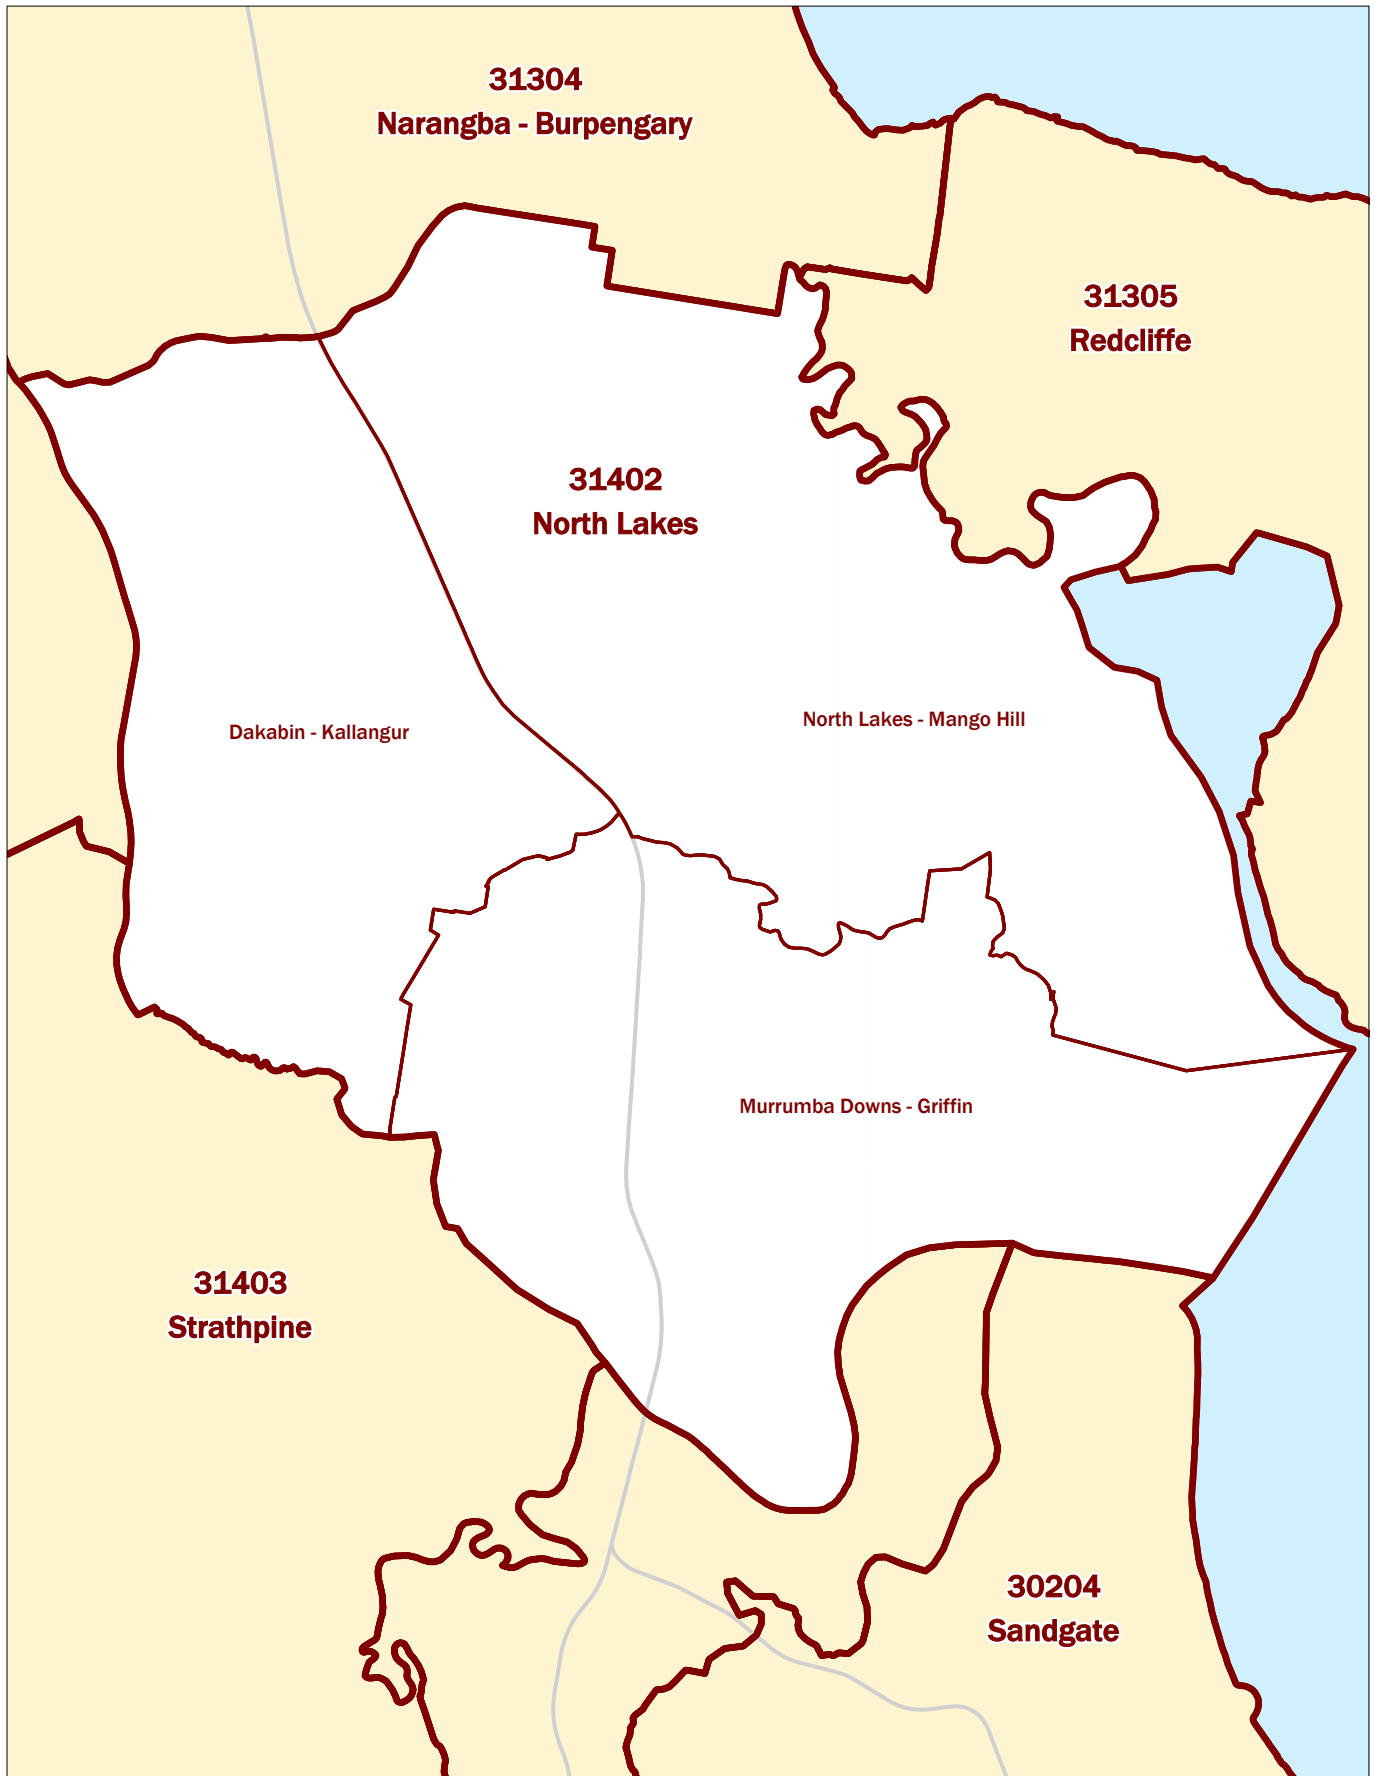 31304
Narangba - Burpengary
31305
Redcliffe
31402
North Lakes
North Lakes - Mango Hill
Dakabin - Kallangur
Murrumba Downs - Griffin
31403
Strathpine
30204
Sandgate